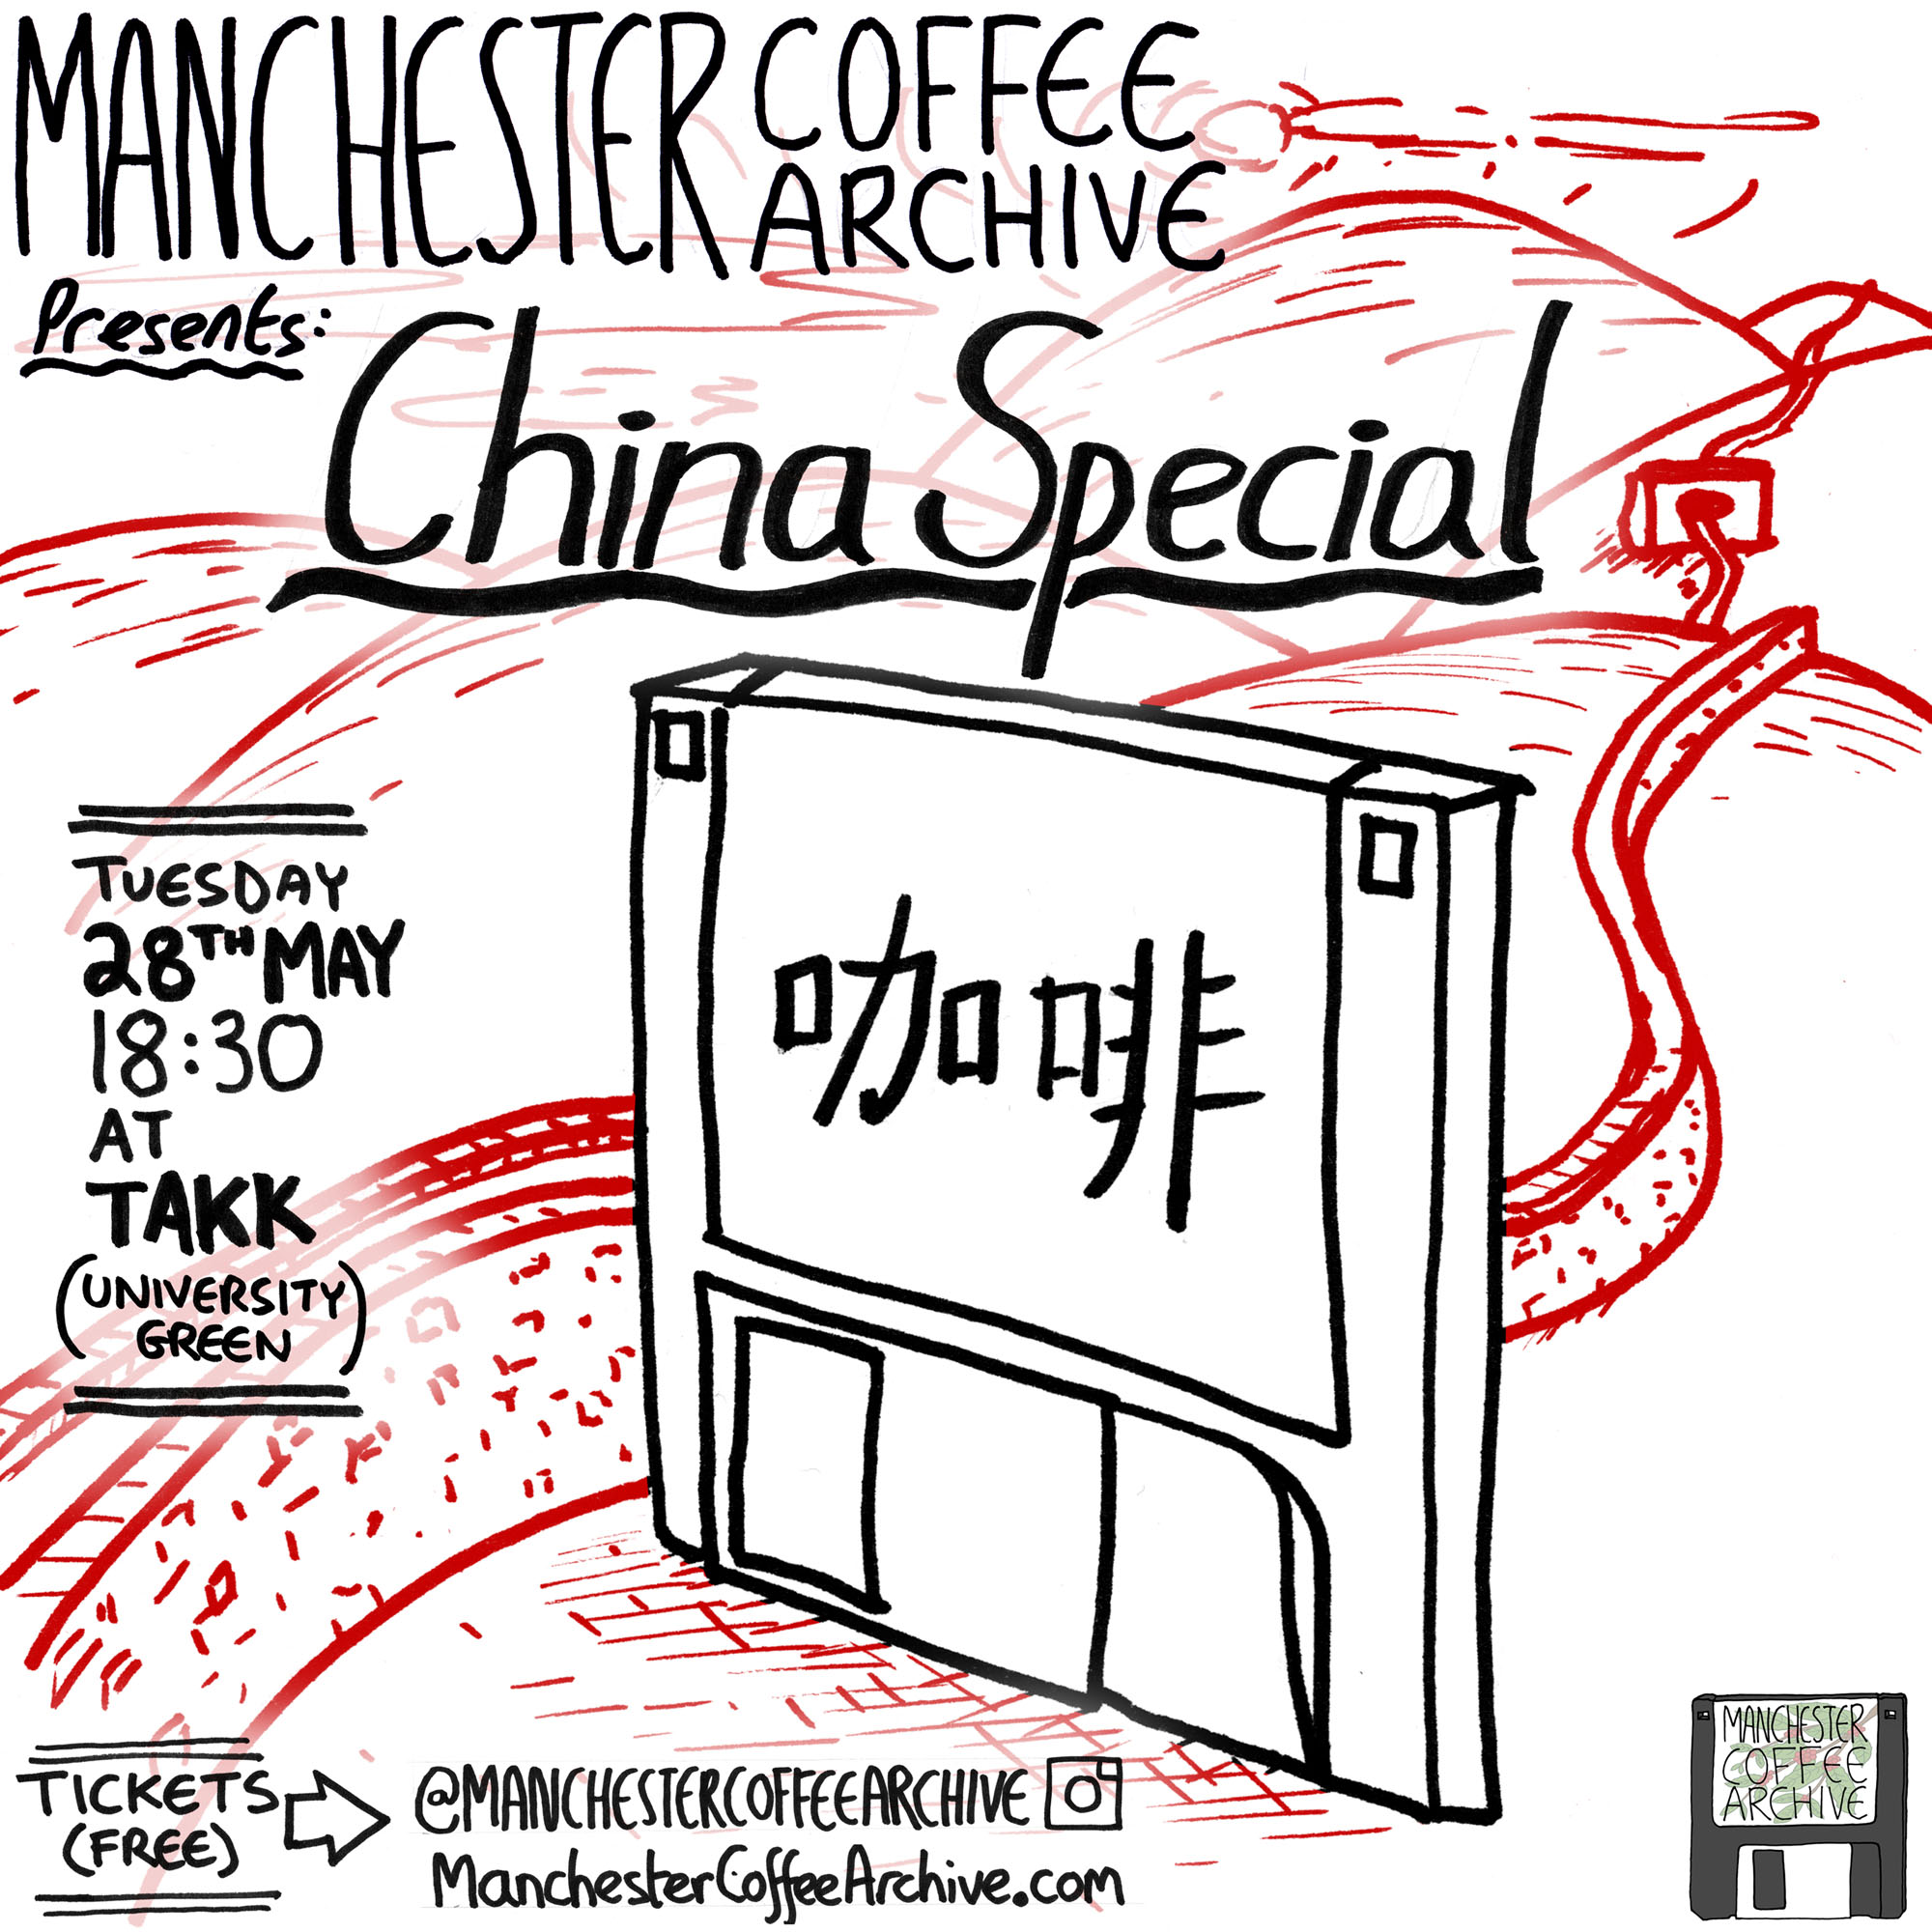 MANCHESTER COFFEE
ARCHIVE
Presents:
China Special
咖啡
TUESDAY
28TH MAY
18:30
AT
TAKK
(UNIVERSITY
GREEN)
TICKETS
(FREE)
@MANCHESTERCOFFEEARCHIVE
ManchesterCoffeeArchive.com
MANCHESTER
COFFEE
ARCHIVE